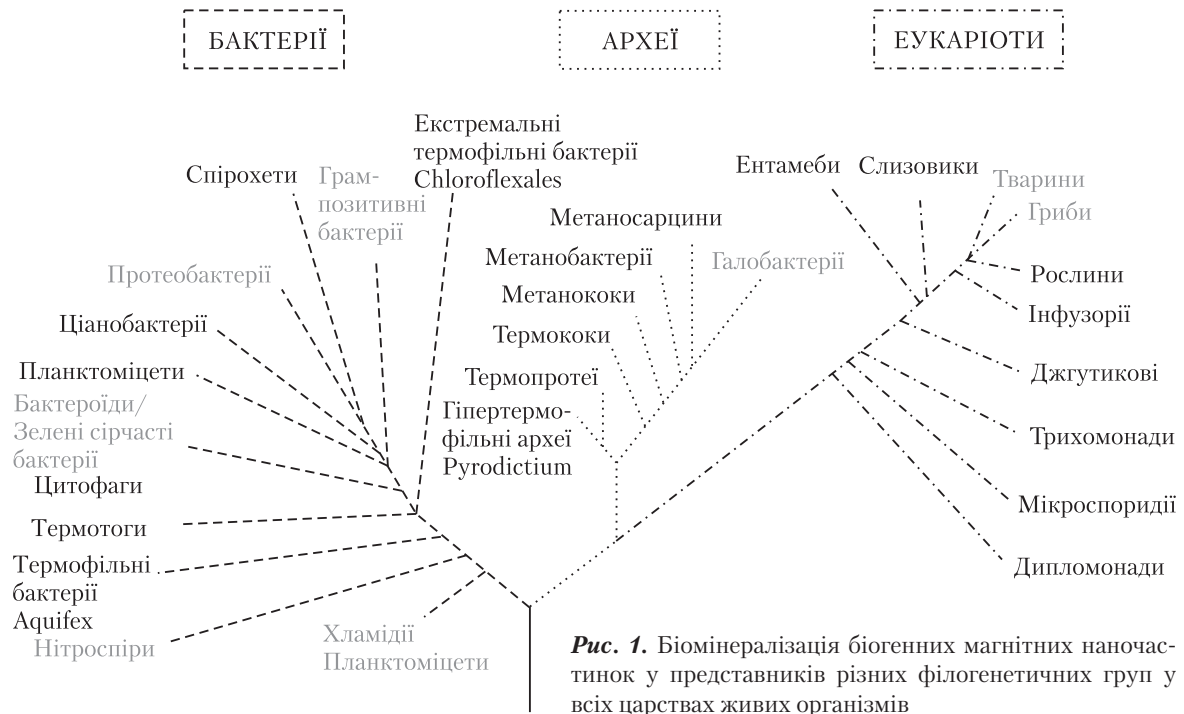 БАКТЕРІЇ
АРХЕЇ
ЕУКАРІОТИ
Екстремальні
термофільні бактерії
Chloroflexales
Спірохети
Грам-
позитивні
бактерії
Протеобактерії
Ціанобактерії
Планктоміцети
Бактероїди/
Зелені сірчасті
бактерії
Цитофаги
Термотоги
Термофільні
бактерії
Aquifex
Нітроспіри
Хламідії
Планктоміцети
Метаносарцини
Метанобактерії
Галобактерії
Метанококи
Термококи
Термопротеї
Гіпертермо-
фільні археї
Pyrodictium
Ентамеби
Слизовики
Тварини
Гриби
Рослини
Інфузорії
Джгутикові
Трихомонади
Мікроспоридії
Дипломонади
Рис. 1. Біомінералізація біогенних магнітних наночас-
тинок у представників різних філогенетичних груп у
всіх царствах живих організмів